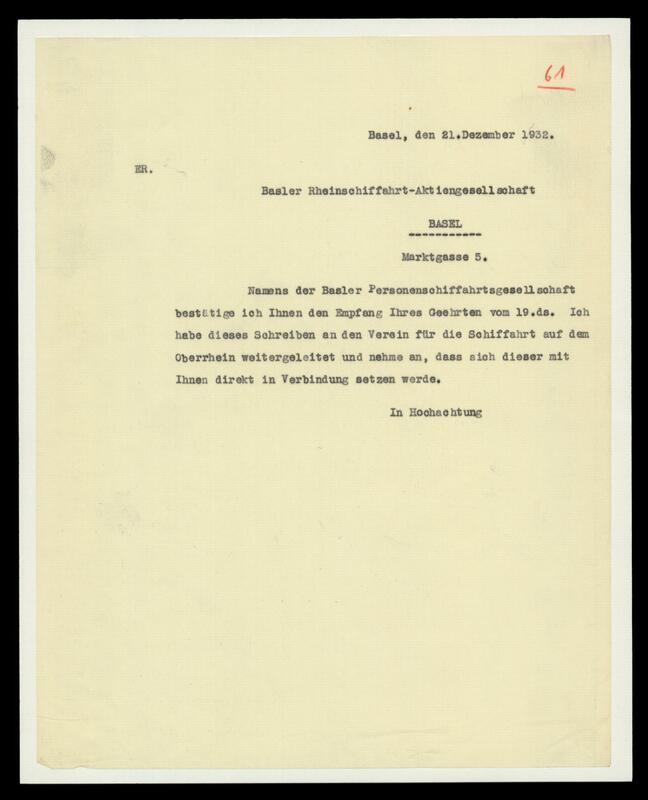 61
Basel, den 21.Dezember 1932.
ER.
Basler Rheinschiffahrt-Aktiengesellschaft
BASEL
Marktgasse 5.
Namens der Basler Personenschiffahrtsgesellschaft
bestätige ich Ihnen den Empfang Ihres Geehrten vom 19.ds. Ich
habe dieses Schreiben an den Verein für die Schiffahrt auf dem
Oberrhein weitergeleitet und nehme an, dass sich dieser mit
Ihnen direkt in Verbindung setzen werde.
In Hochachtung